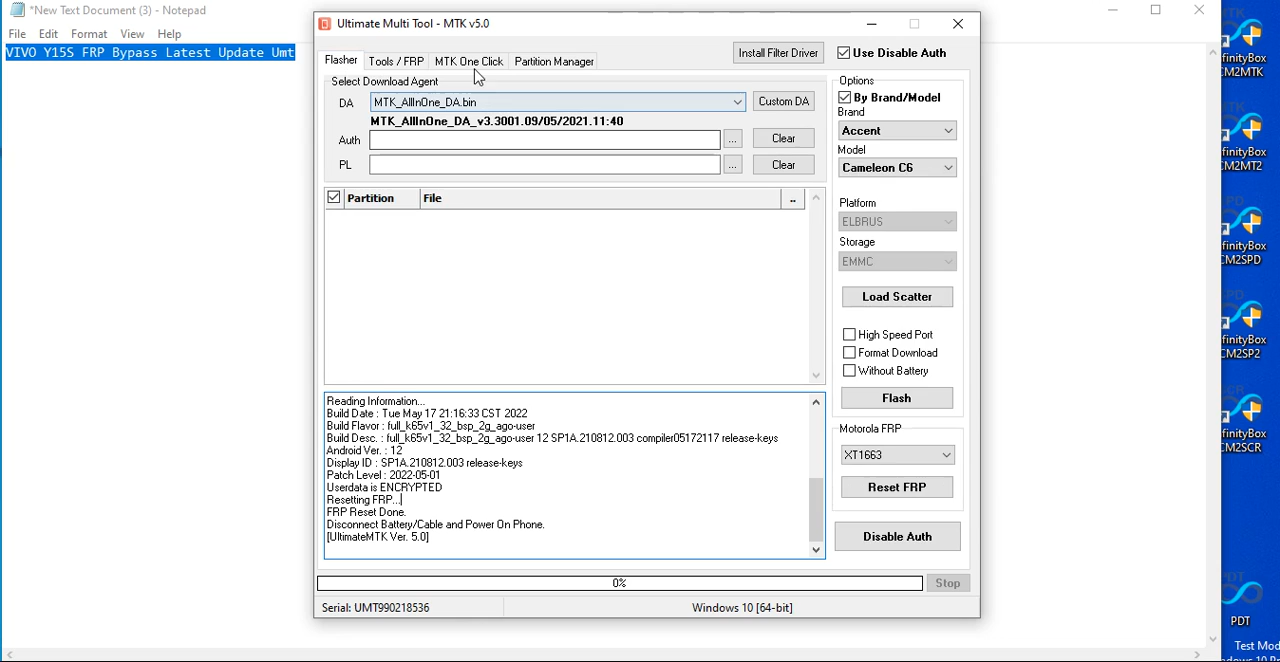 *New Text Document (3) - Notepad
File Edit Format View Help
VIVO Y15S FRP Bypass Latest Update Umt
Ultimate Multi Tool - MTK v5.0
Flasher Tools / FRP MTK One Click Partition Manager
Install Filter Driver
Use Disable Auth
Select Download Agent
DA MTK_AllInOne_DA.bin Custom DA
MTK_AllInOne_DA_v3.3001.09/05/2021.11:40
Auth ... Clear
PL ... Clear
Partition File ..
Reading Information...
Build Date : Tue May 17 21:16:33 CST 2022
Build Flavor : full_k65v1_32_bsp_2g_ago-user
Build Desc. : full_k65v1_32_bsp_2g_ago-user 12 SP1A.210812.003 compiler05172117 release-keys
Android Ver. : 12
Display ID : SP1A.210812.003 release-keys
Patch Level : 2022-05-01
Userdata is ENCRYPTED
Resetting FRP...
FRP Reset Done.
Disconnect Battery/Cable and Power On Phone.
[UltimateMTK Ver. 5.0]
Options
By Brand/Model
Brand
Accent
Model
Cameleon C6
Platform
ELBRUS
Storage
EMMC
Load Scatter
High Speed Port
Format Download
Without Battery
Flash
Motorola FRP
XT1663
Reset FRP
Disable Auth
0%
Stop
Serial: UMT990218536
Windows 10 [64-bit]
finityBox
CM2MTK
finityBox
CM2MT2
finityBox
CM2SPD
finityBox
CM2SP2
finityBox
CM2SCR
PDT
Test Mod